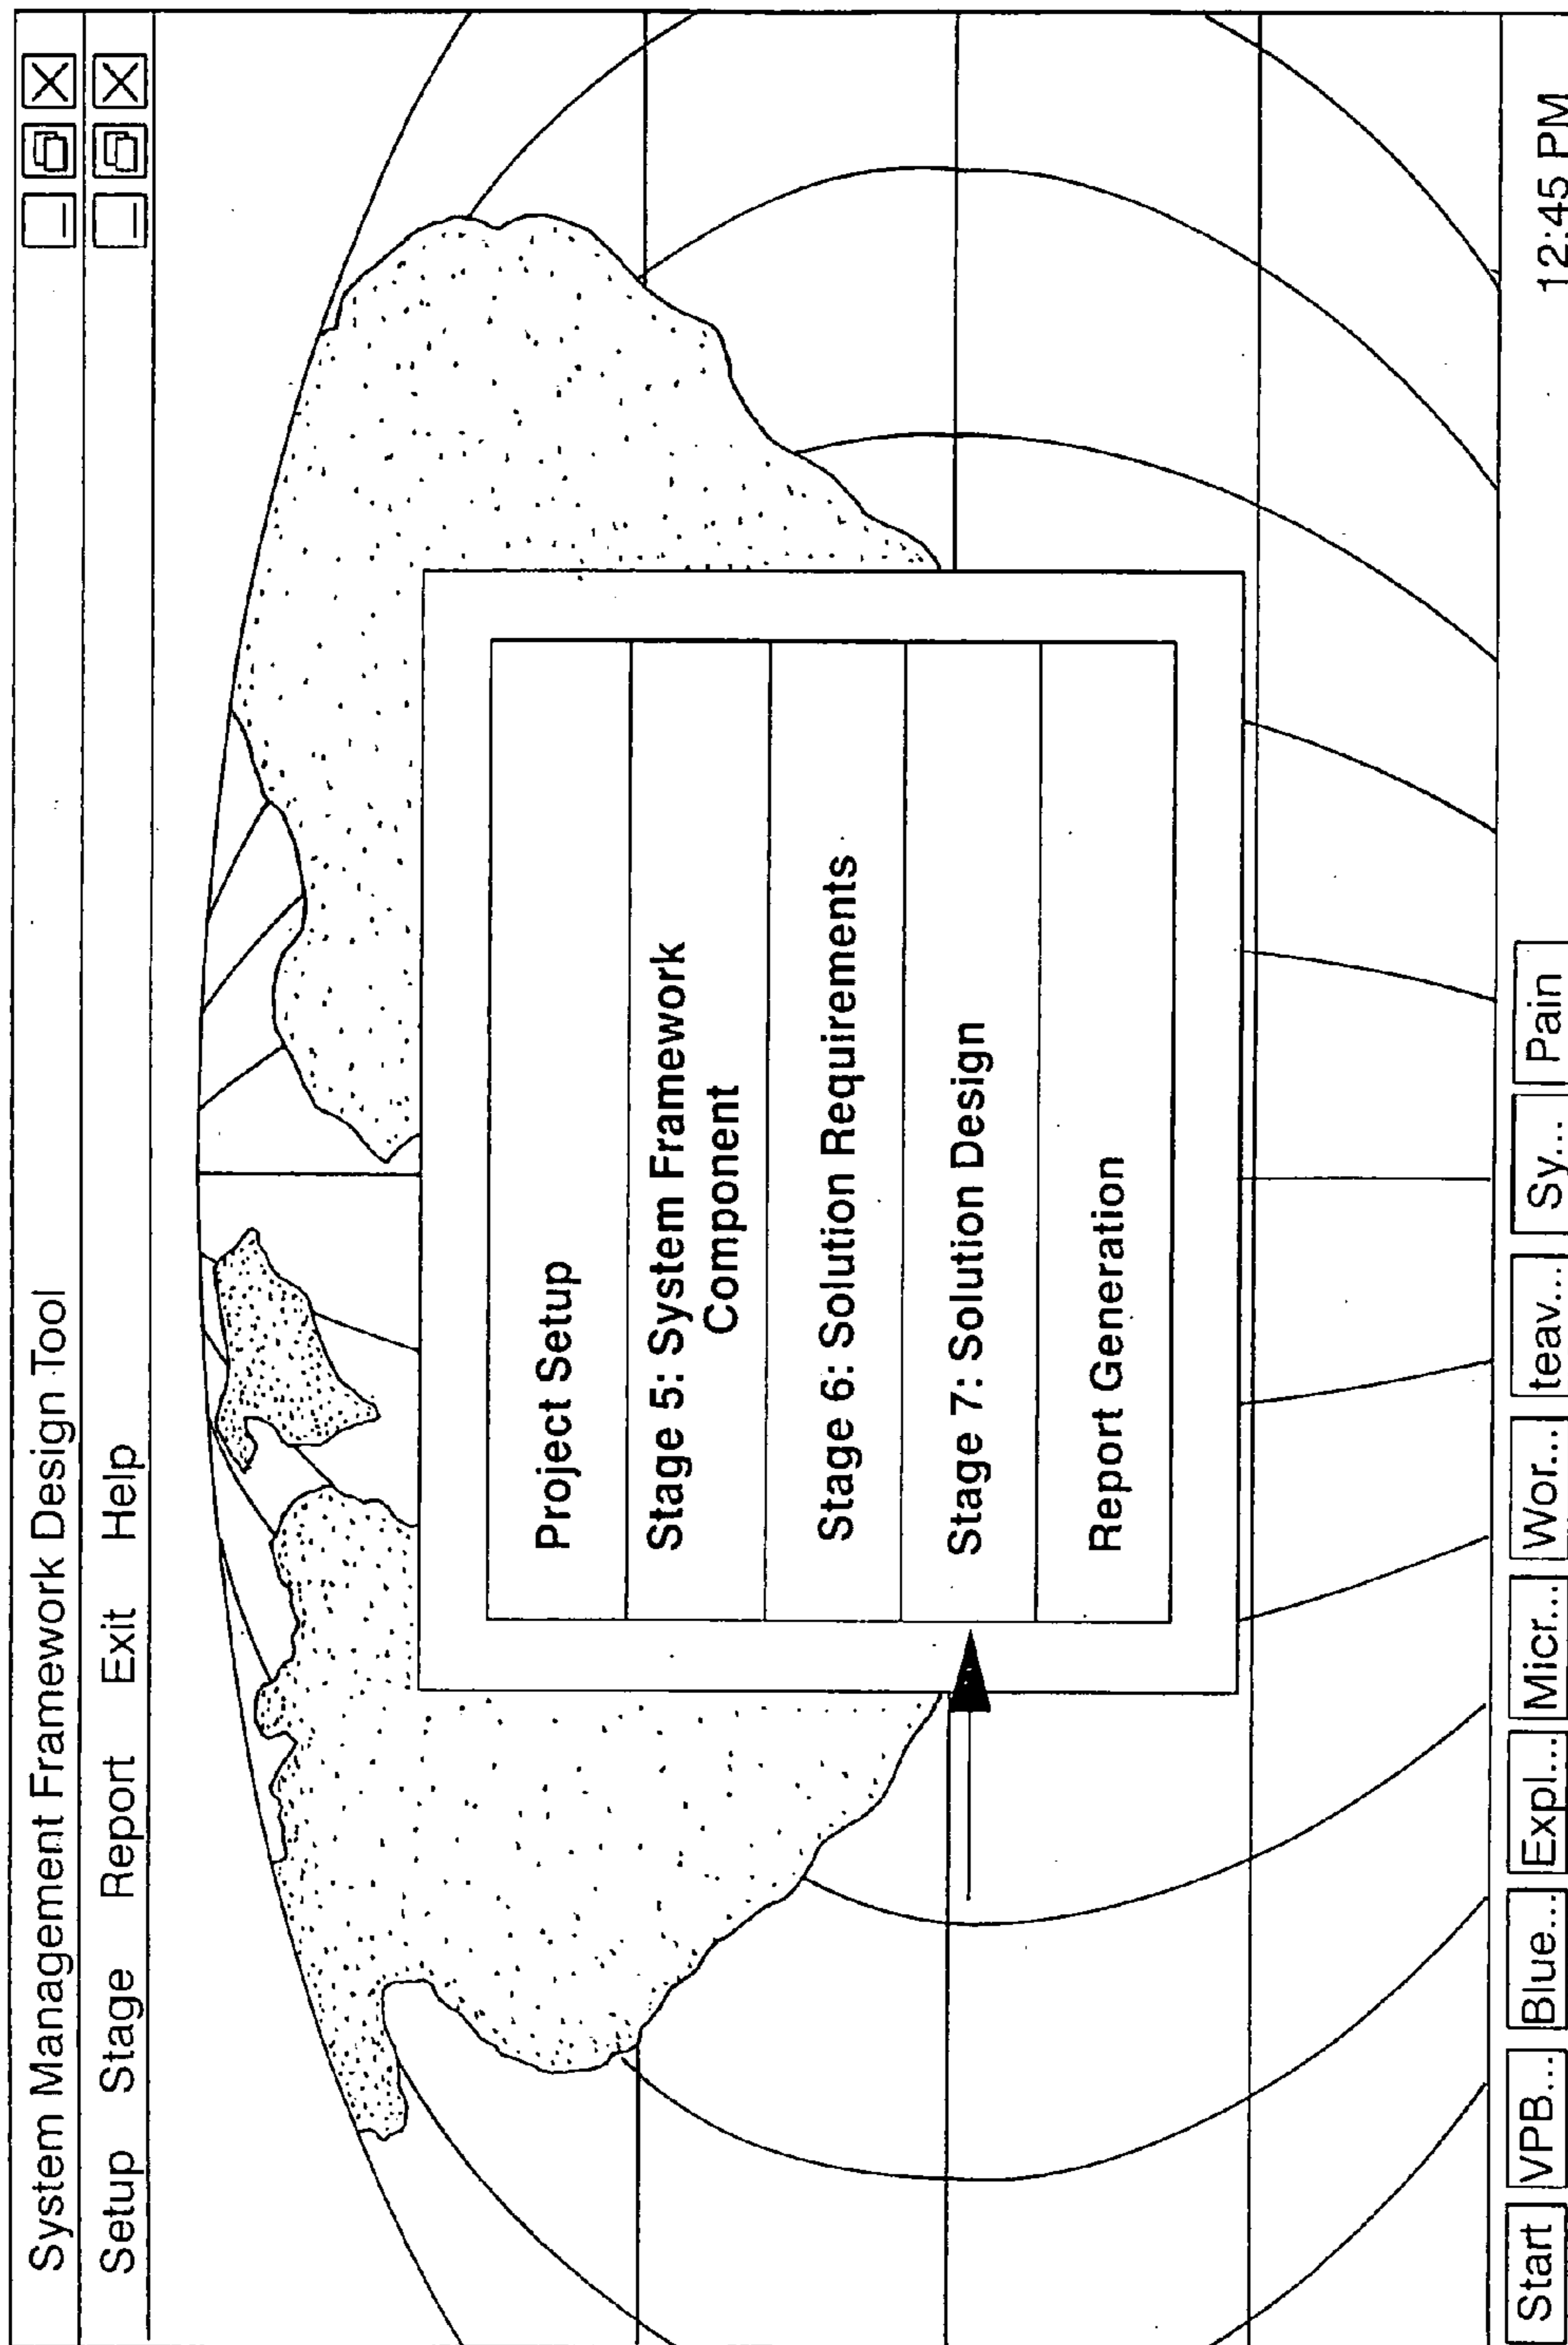 System Management Framework Design Tool
Setup Stage Report Exit Help
Project Setup
Stage 5: System Framework
Component
Stage 6: Solution Requirements
Stage 7: Solution Design
Report Generation
Start VPB... Blue... Expl... Micr... Wor... teav... Sy... Pain 12:45 PM